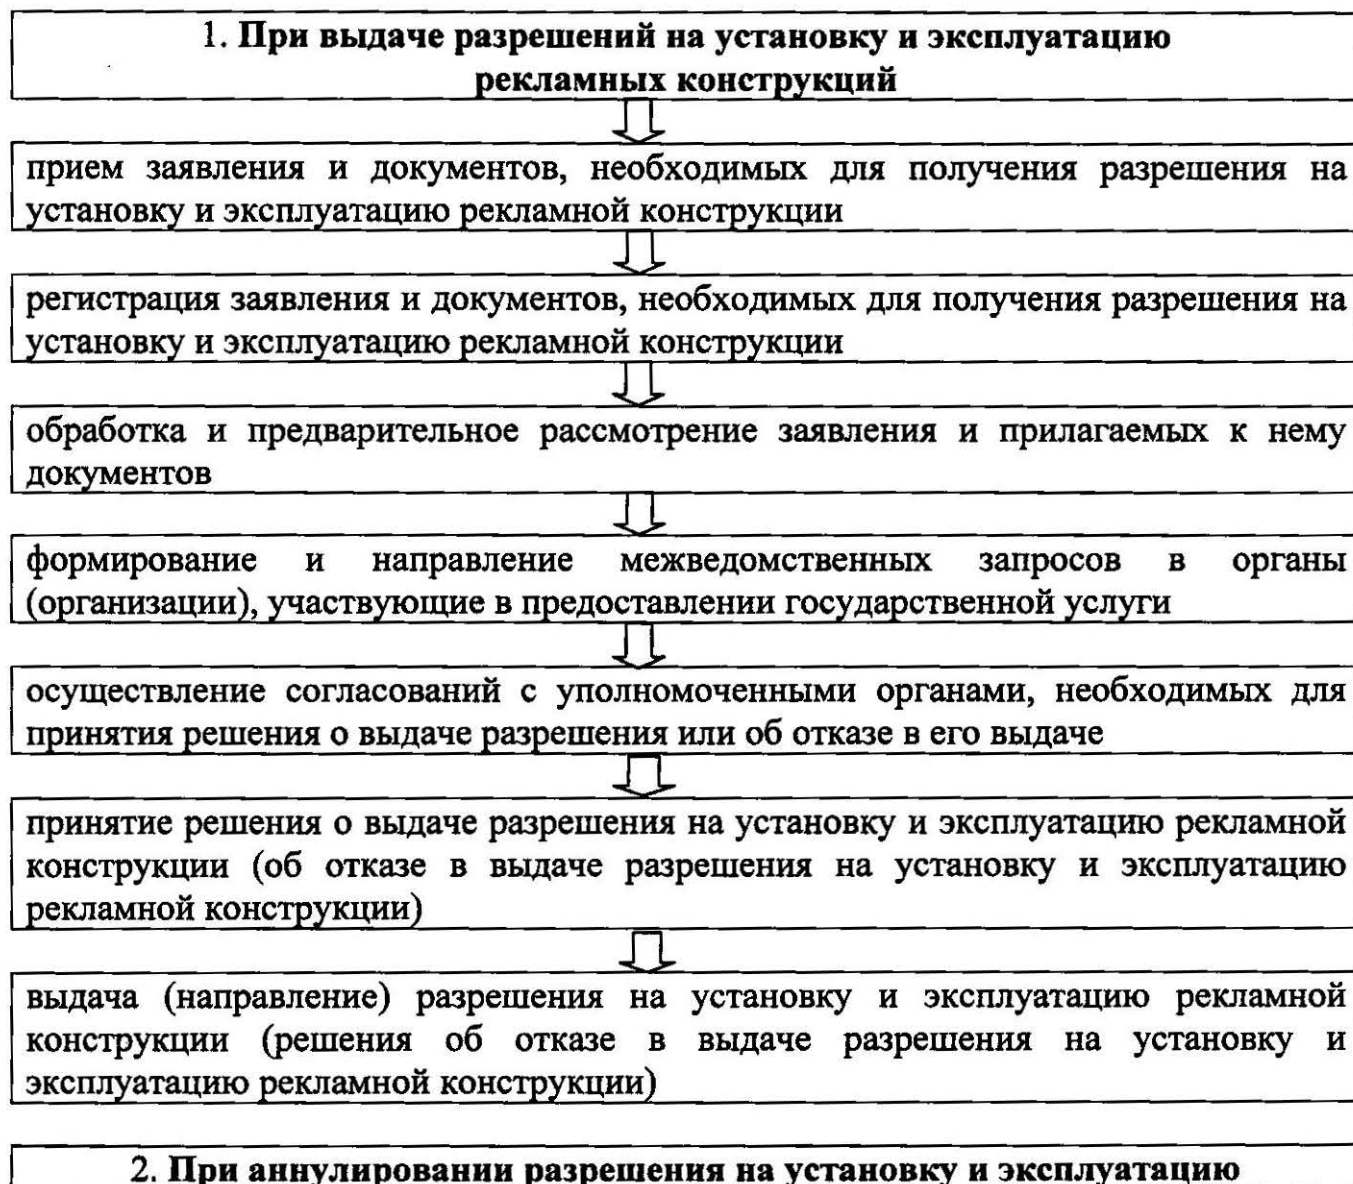 1. При выдаче разрешений на установку и эксплуатацию
рекламных конструкций
прием заявления и документов, необходимых для получения разрешения на
установку и эксплуатацию рекламной конструкции
регистрация заявления и документов, необходимых для получения разрешения на
установку и эксплуатацию рекламной конструкции
обработка и предварительное рассмотрение заявления и прилагаемых к нему
документов
формирование и направление межведомственных запросов в органы
(организации), участвующие в предоставлении государственной услуги
осуществление согласований с уполномоченными органами, необходимых для
принятия решения о выдаче разрешения или об отказе в его выдаче
принятие решения о выдаче разрешения на установку и эксплуатацию рекламной
конструкции (об отказе в выдаче разрешения на установку и эксплуатацию
рекламной конструкции)
выдача (направление) разрешения на установку и эксплуатацию рекламной
конструкции (решения об отказе в выдаче разрешения на установку и
эксплуатацию рекламной конструкции)
2. При аннулировании разрешения на установку и эксплуатацию